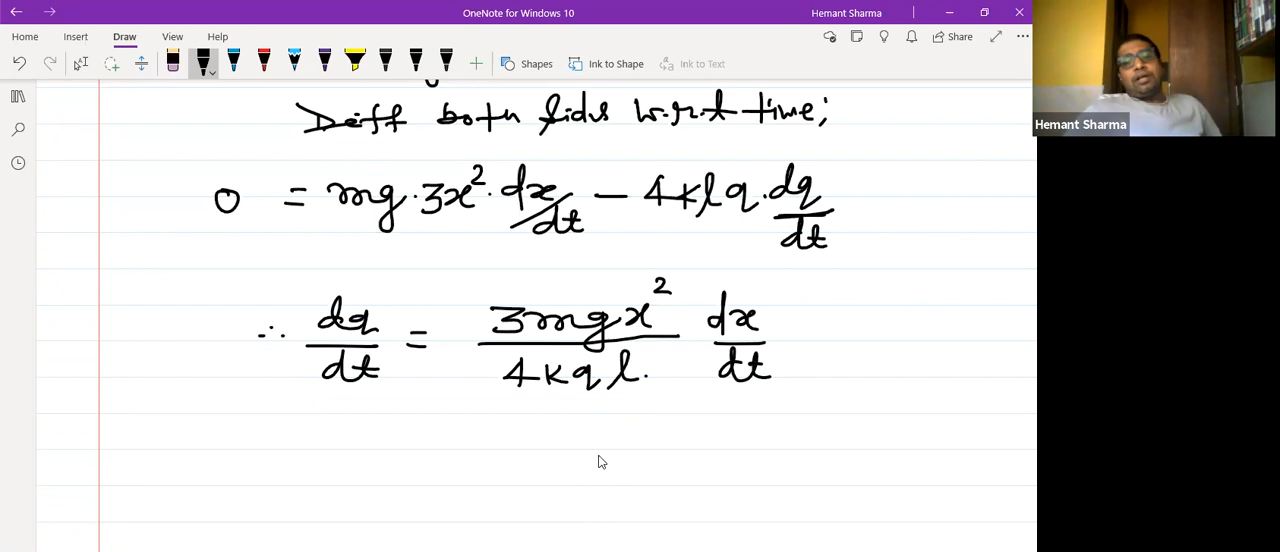 OneNote for Windows 10
Hemant Sharma
Home Insert Draw View Help
Share
Shapes Ink to Shape Ink to Text
Diff both sides w.r.t time;
0 = mg·3x²·dx/dt − 4klq·dq/dt
∴ dq/dt = 3mgx²/4kql. dx/dt
Hemant Sharma